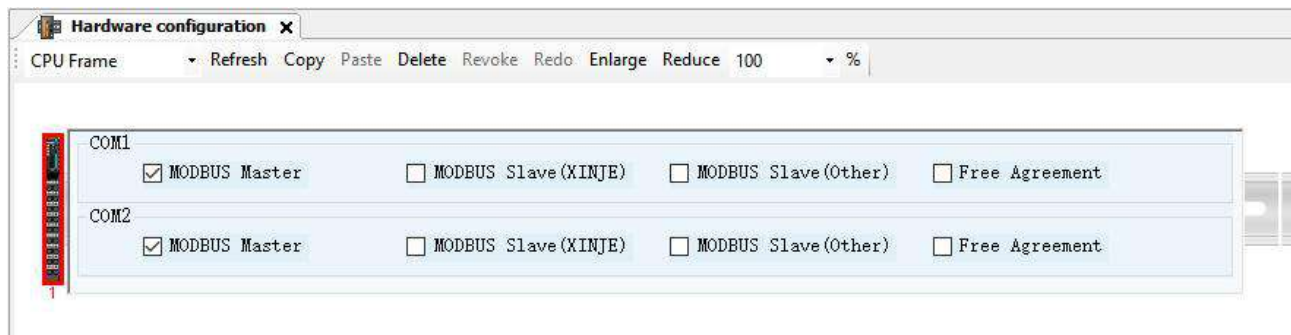 Hardware configuration
CPU Frame Refresh Copy Paste Delete Revoke Redo Enlarge Reduce 100 %
COM1
MODBUS Master MODBUS Slave(XINJE) MODBUS Slave(Other) Free Agreement
COM2
MODBUS Master MODBUS Slave(XINJE) MODBUS Slave(Other) Free Agreement
1